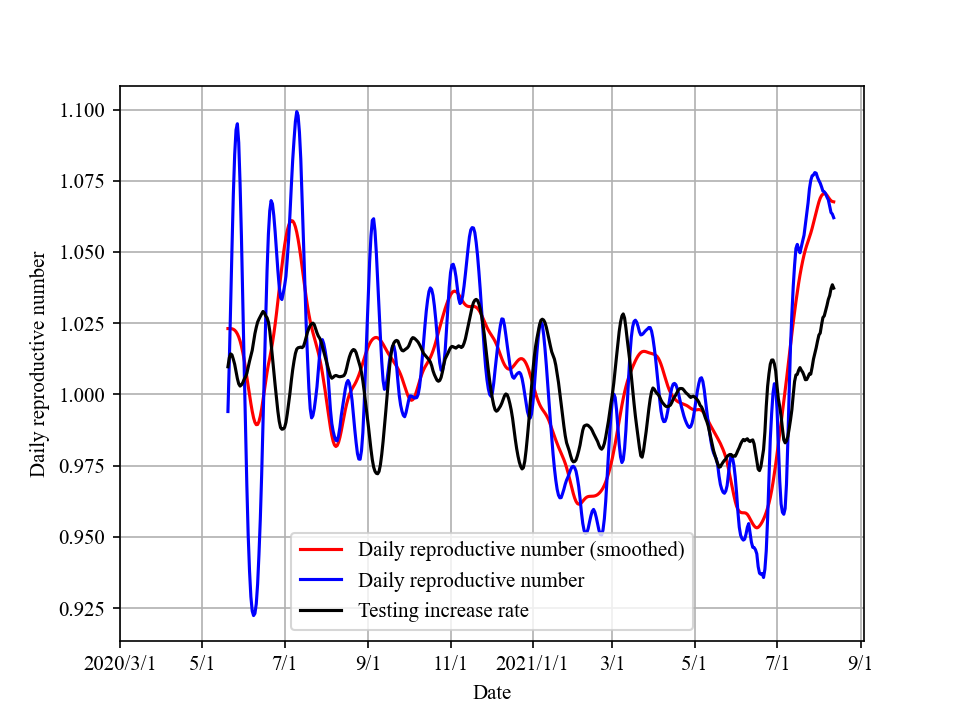 1.100
1.075
1.050
1.025
1.000
0.975
0.950
0.925
Daily reproductive number
Daily reproductive number (smoothed)
Daily reproductive number
Testing increase rate
2020/3/1 5/1 7/1 9/1 11/1 2021/1/1 3/1 5/1 7/1 9/1
Date